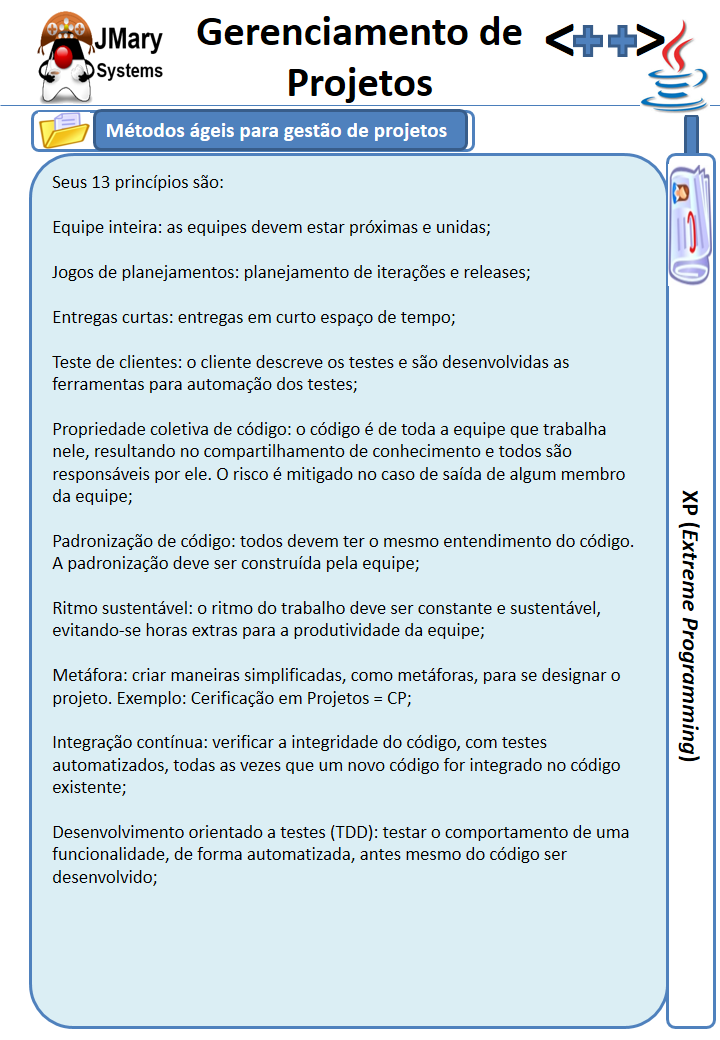 JMary
Systems
Gerenciamento de
Projetos
<++>
Métodos ágeis para gestão de projetos
Seus 13 princípios são:
Equipe inteira: as equipes devem estar próximas e unidas;
Jogos de planejamentos: planejamento de iterações e releases;
Entregas curtas: entregas em curto espaço de tempo;
Teste de clientes: o cliente descreve os testes e são desenvolvidas as
ferramentas para automação dos testes;
Propriedade coletiva de código: o código é de toda a equipe que trabalha
nele, resultando no compartilhamento de conhecimento e todos são
responsáveis por ele. O risco é mitigado no caso de saída de algum membro
da equipe;
Padronização de código: todos devem ter o mesmo entendimento do código.
A padronização deve ser construída pela equipe;
Ritmo sustentável: o ritmo do trabalho deve ser constante e sustentável,
evitando-se horas extras para a produtividade da equipe;
Metáfora: criar maneiras simplificadas, como metáforas, para se designar o
projeto. Exemplo: Cerificação em Projetos = CP;
Integração contínua: verificar a integridade do código, com testes
automatizados, todas as vezes que um novo código for integrado no código
existente;
Desenvolvimento orientado a testes (TDD): testar o comportamento de uma
funcionalidade, de forma automatizada, antes mesmo do código ser
desenvolvido;
XP (Extreme Programming)